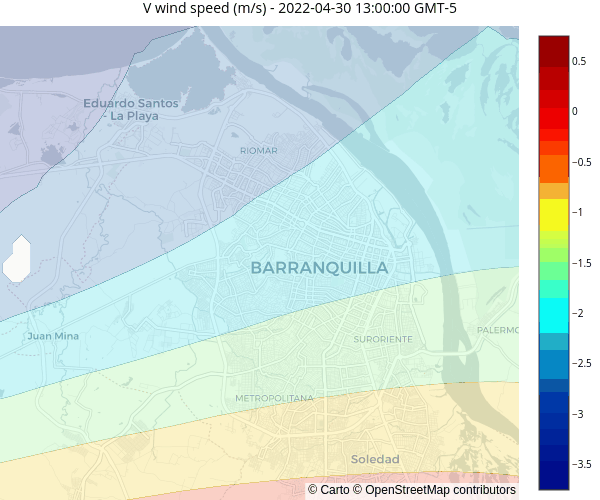 V wind speed (m/s) - 2022-04-30 13:00:00 GMT-5
Eduardo Santos
- La Playa
RIOMAR
BARRANQUILLA
Juan Mina
SURORIENTE
PALERMO
METROPOLITANA
Soledad
© Carto © OpenStreetMap contributors
0.5
0
−0.5
−1
−1.5
−2
−2.5
−3
−3.5